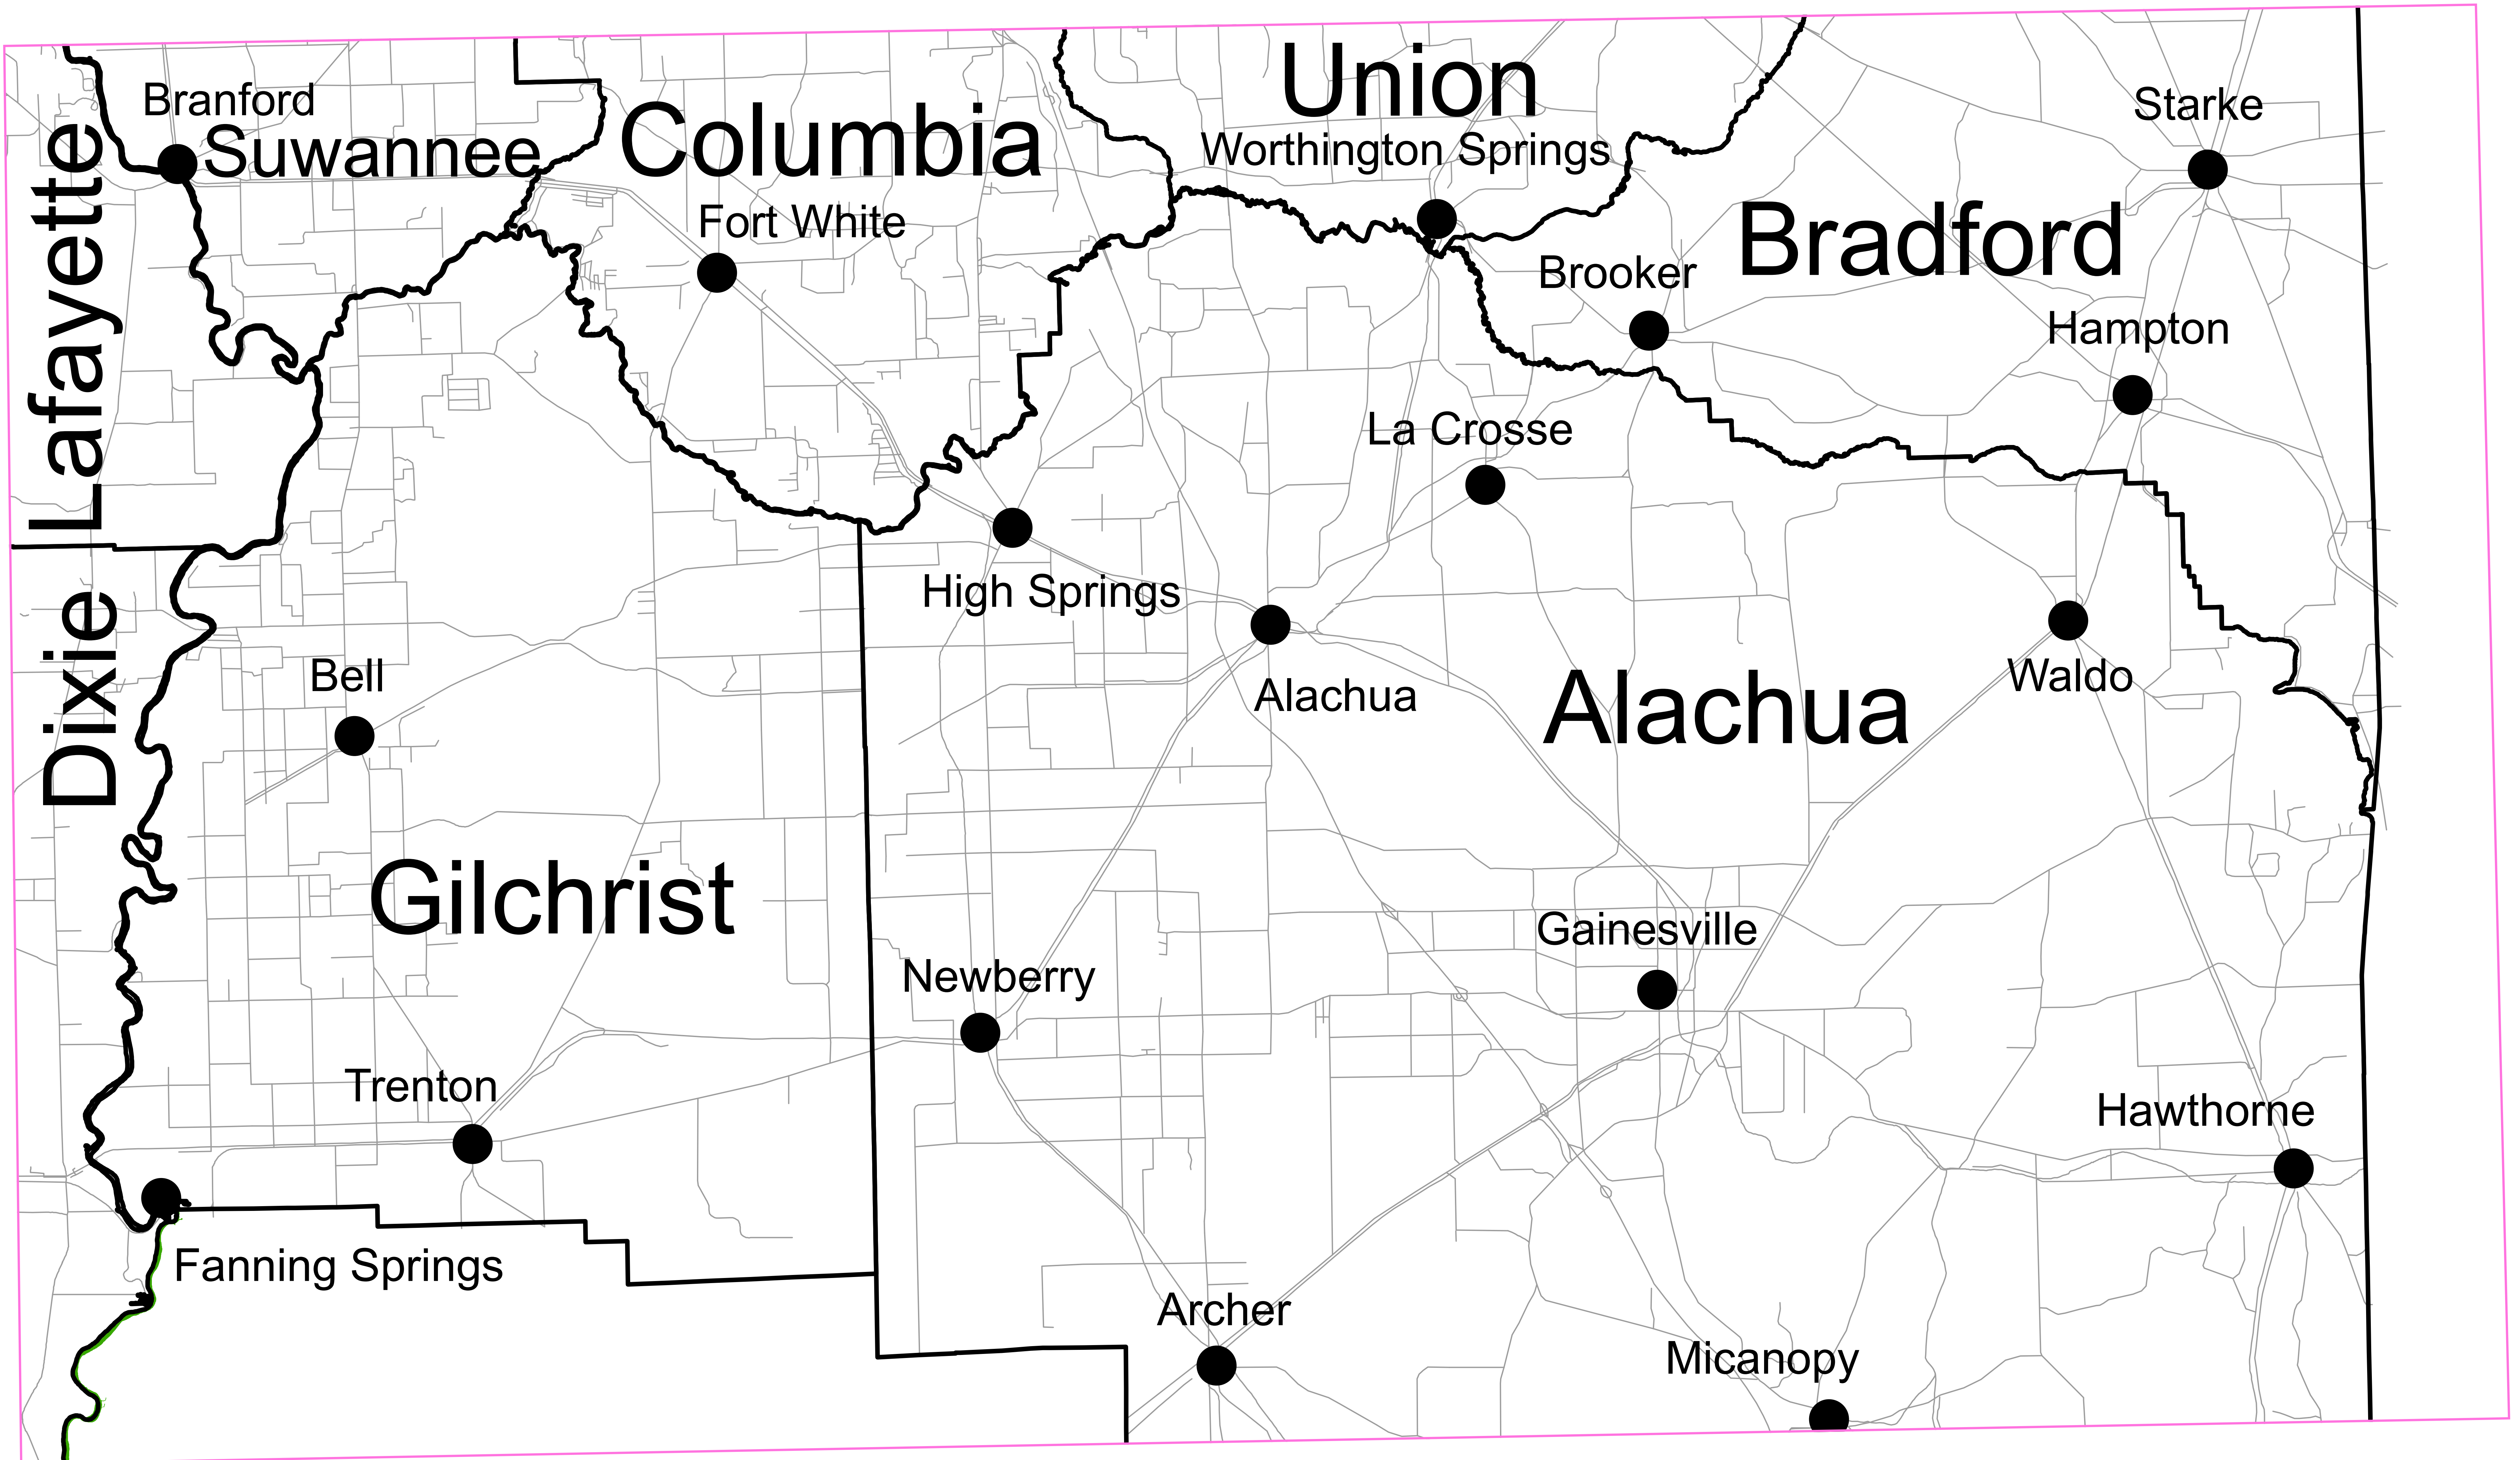 Union
Branford
Starke
Columbia
Suwannee
Worthington Springs
Lafayette
Fort White
Bradford
Brooker
Hampton
La Crosse
High Springs
Dixie
Bell
Alachua
Alachua
Waldo
Gilchrist
Gainesville
Newberry
Trenton
Hawthorne
Fanning Springs
Archer
Micanopy